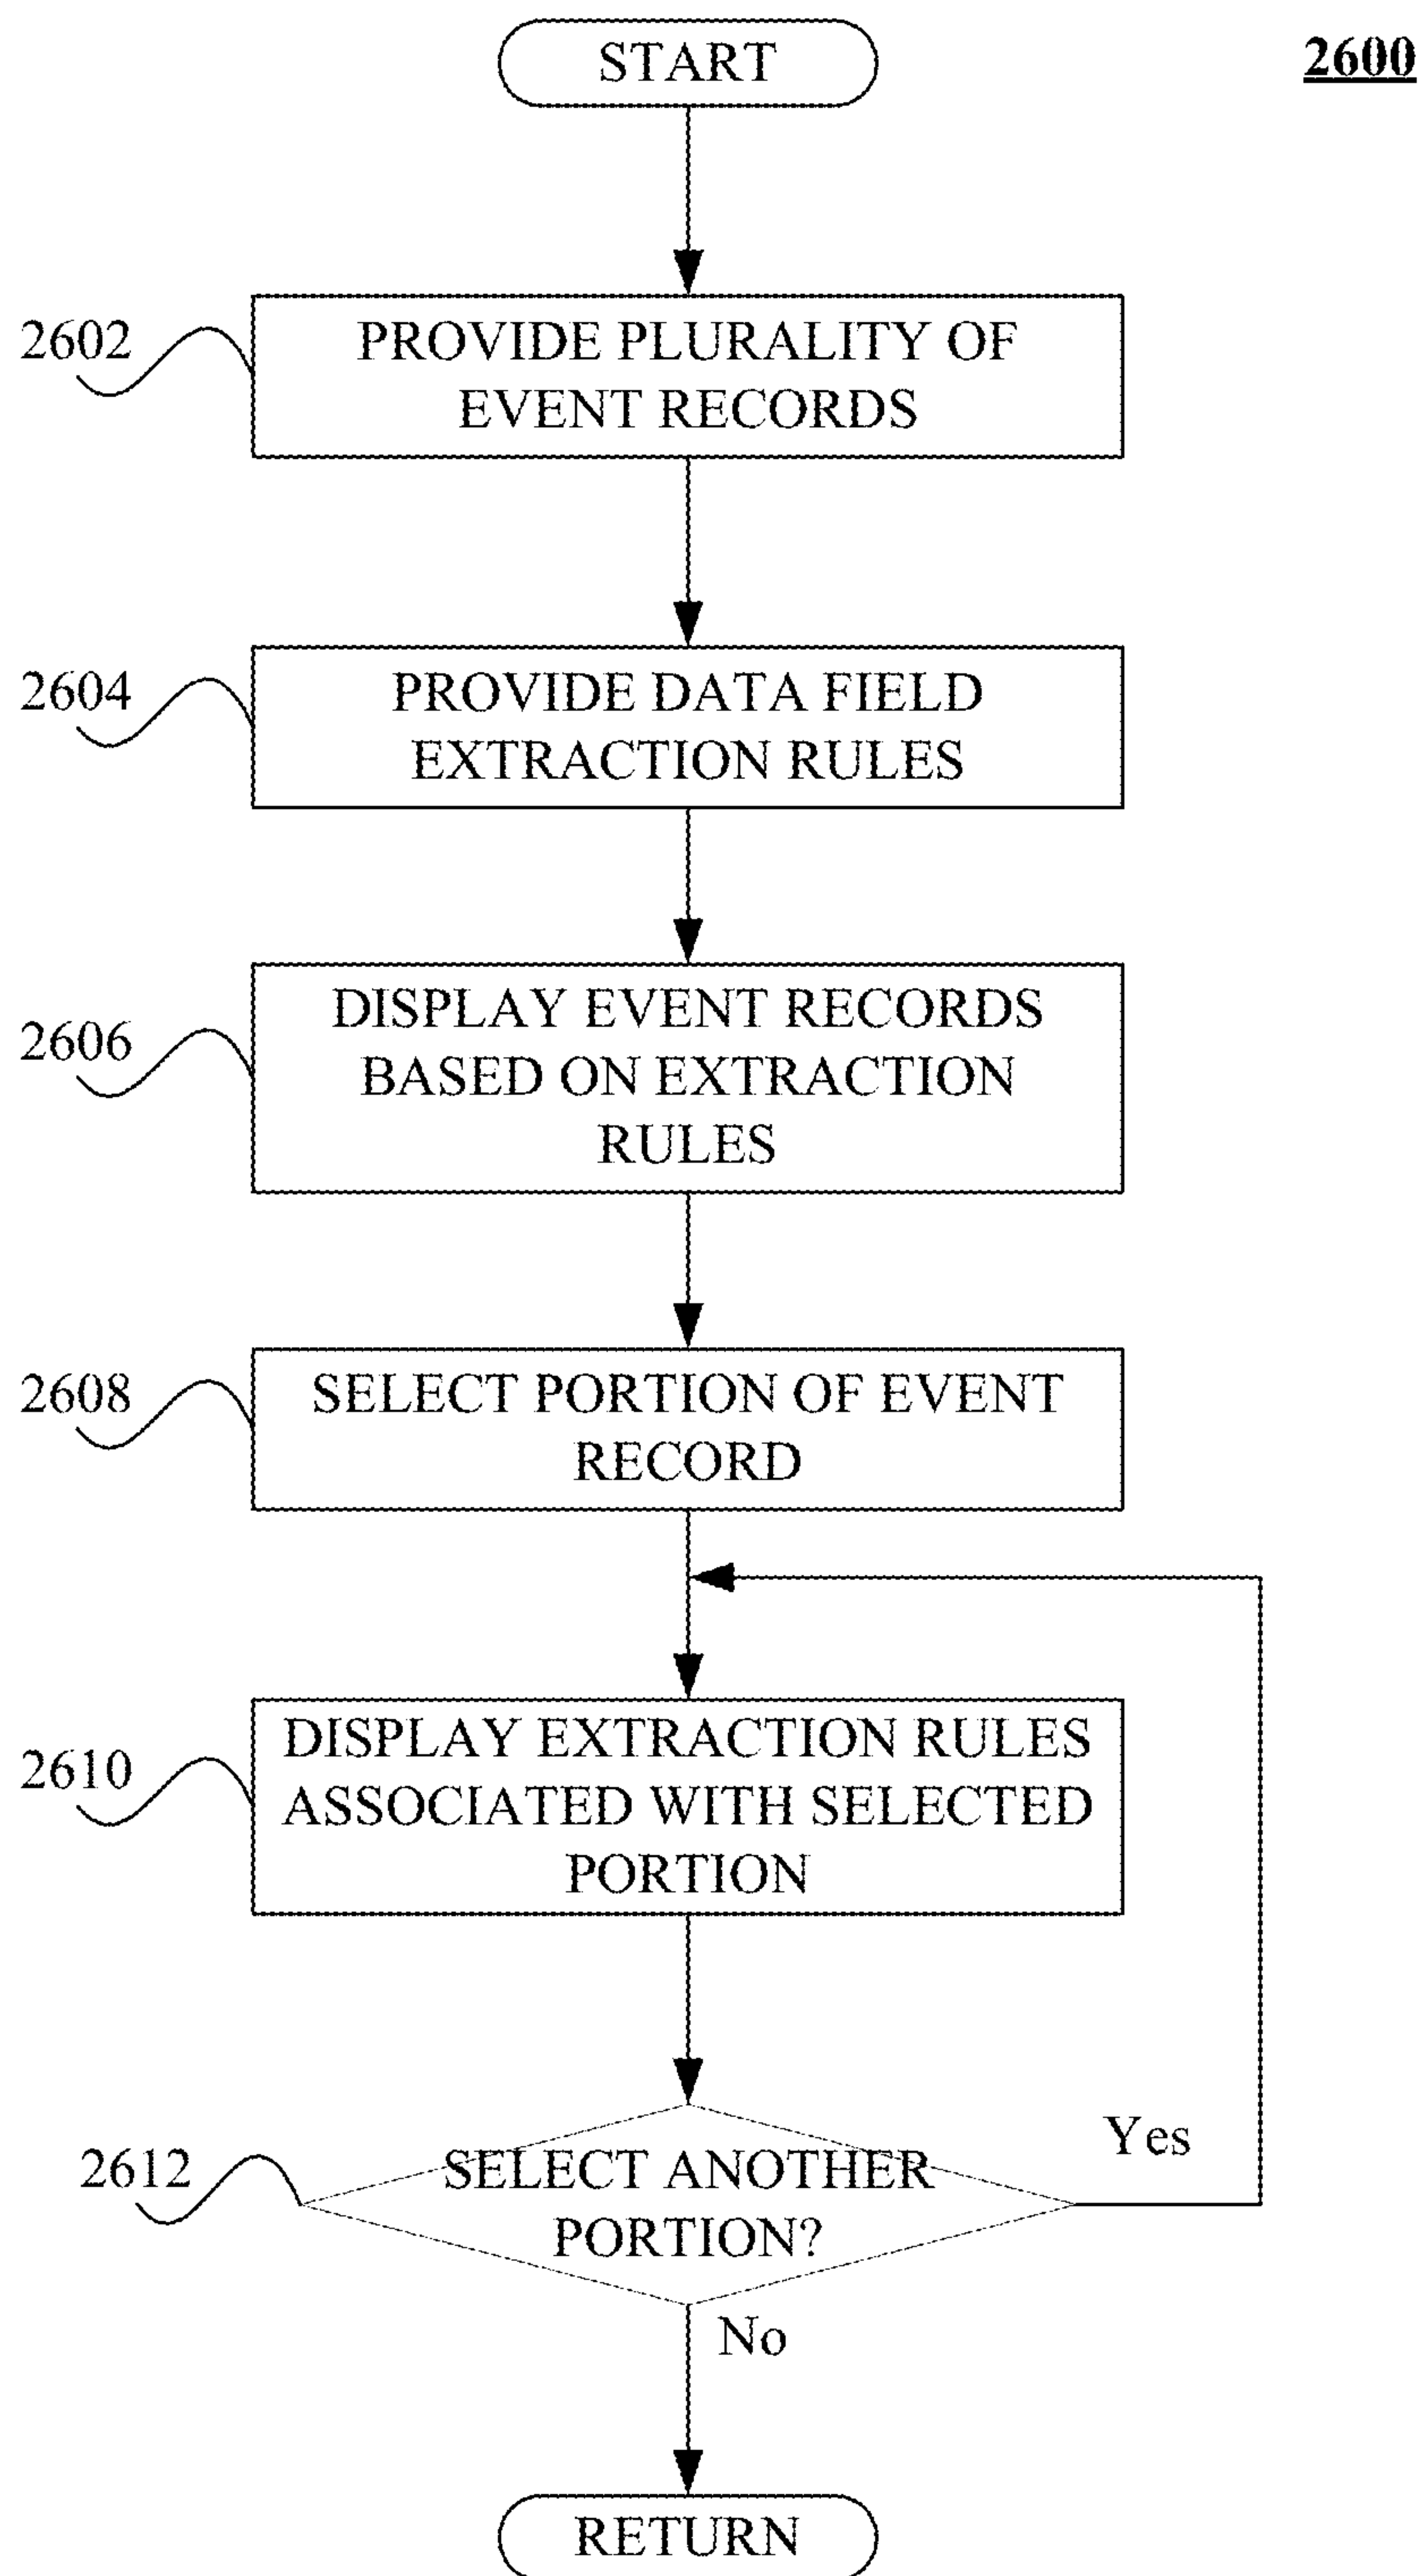 START
2600
2602
PROVIDE PLURALITY OF
EVENT RECORDS
2604
PROVIDE DATA FIELD
EXTRACTION RULES
2606
DISPLAY EVENT RECORDS
BASED ON EXTRACTION
RULES
2608
SELECT PORTION OF EVENT
RECORD
2610
DISPLAY EXTRACTION RULES
ASSOCIATED WITH SELECTED
PORTION
2612
SELECT ANOTHER
PORTION?
Yes
No
RETURN